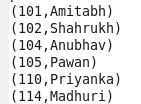 (101,Amitabh)
(102,Shahrukh)
(104,Anubhav)
(105,Pawan)
(110,Priyanka)
(114,Madhuri)